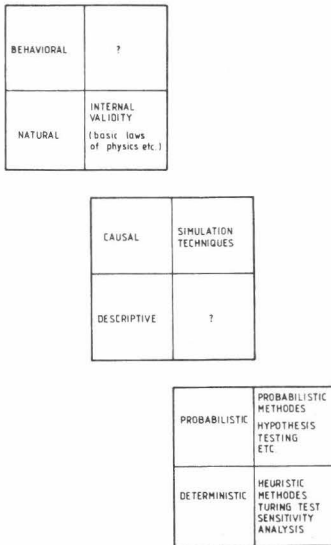 BEHAVIORAL
?
NATURAL
INTERNAL
VALIDITY
(basic laws
of physics etc.)
CAUSAL
SIMULATION
TECHNIQUES
DESCRIPTIVE
?
PROBABILISTIC
PROBABILISTIC
METHODES
HYPOTHESIS
TESTING
ETC
DETERMINISTIC
HEURISTIC
METHODES
TURING TEST
SENSITIVITY
ANALYSIS